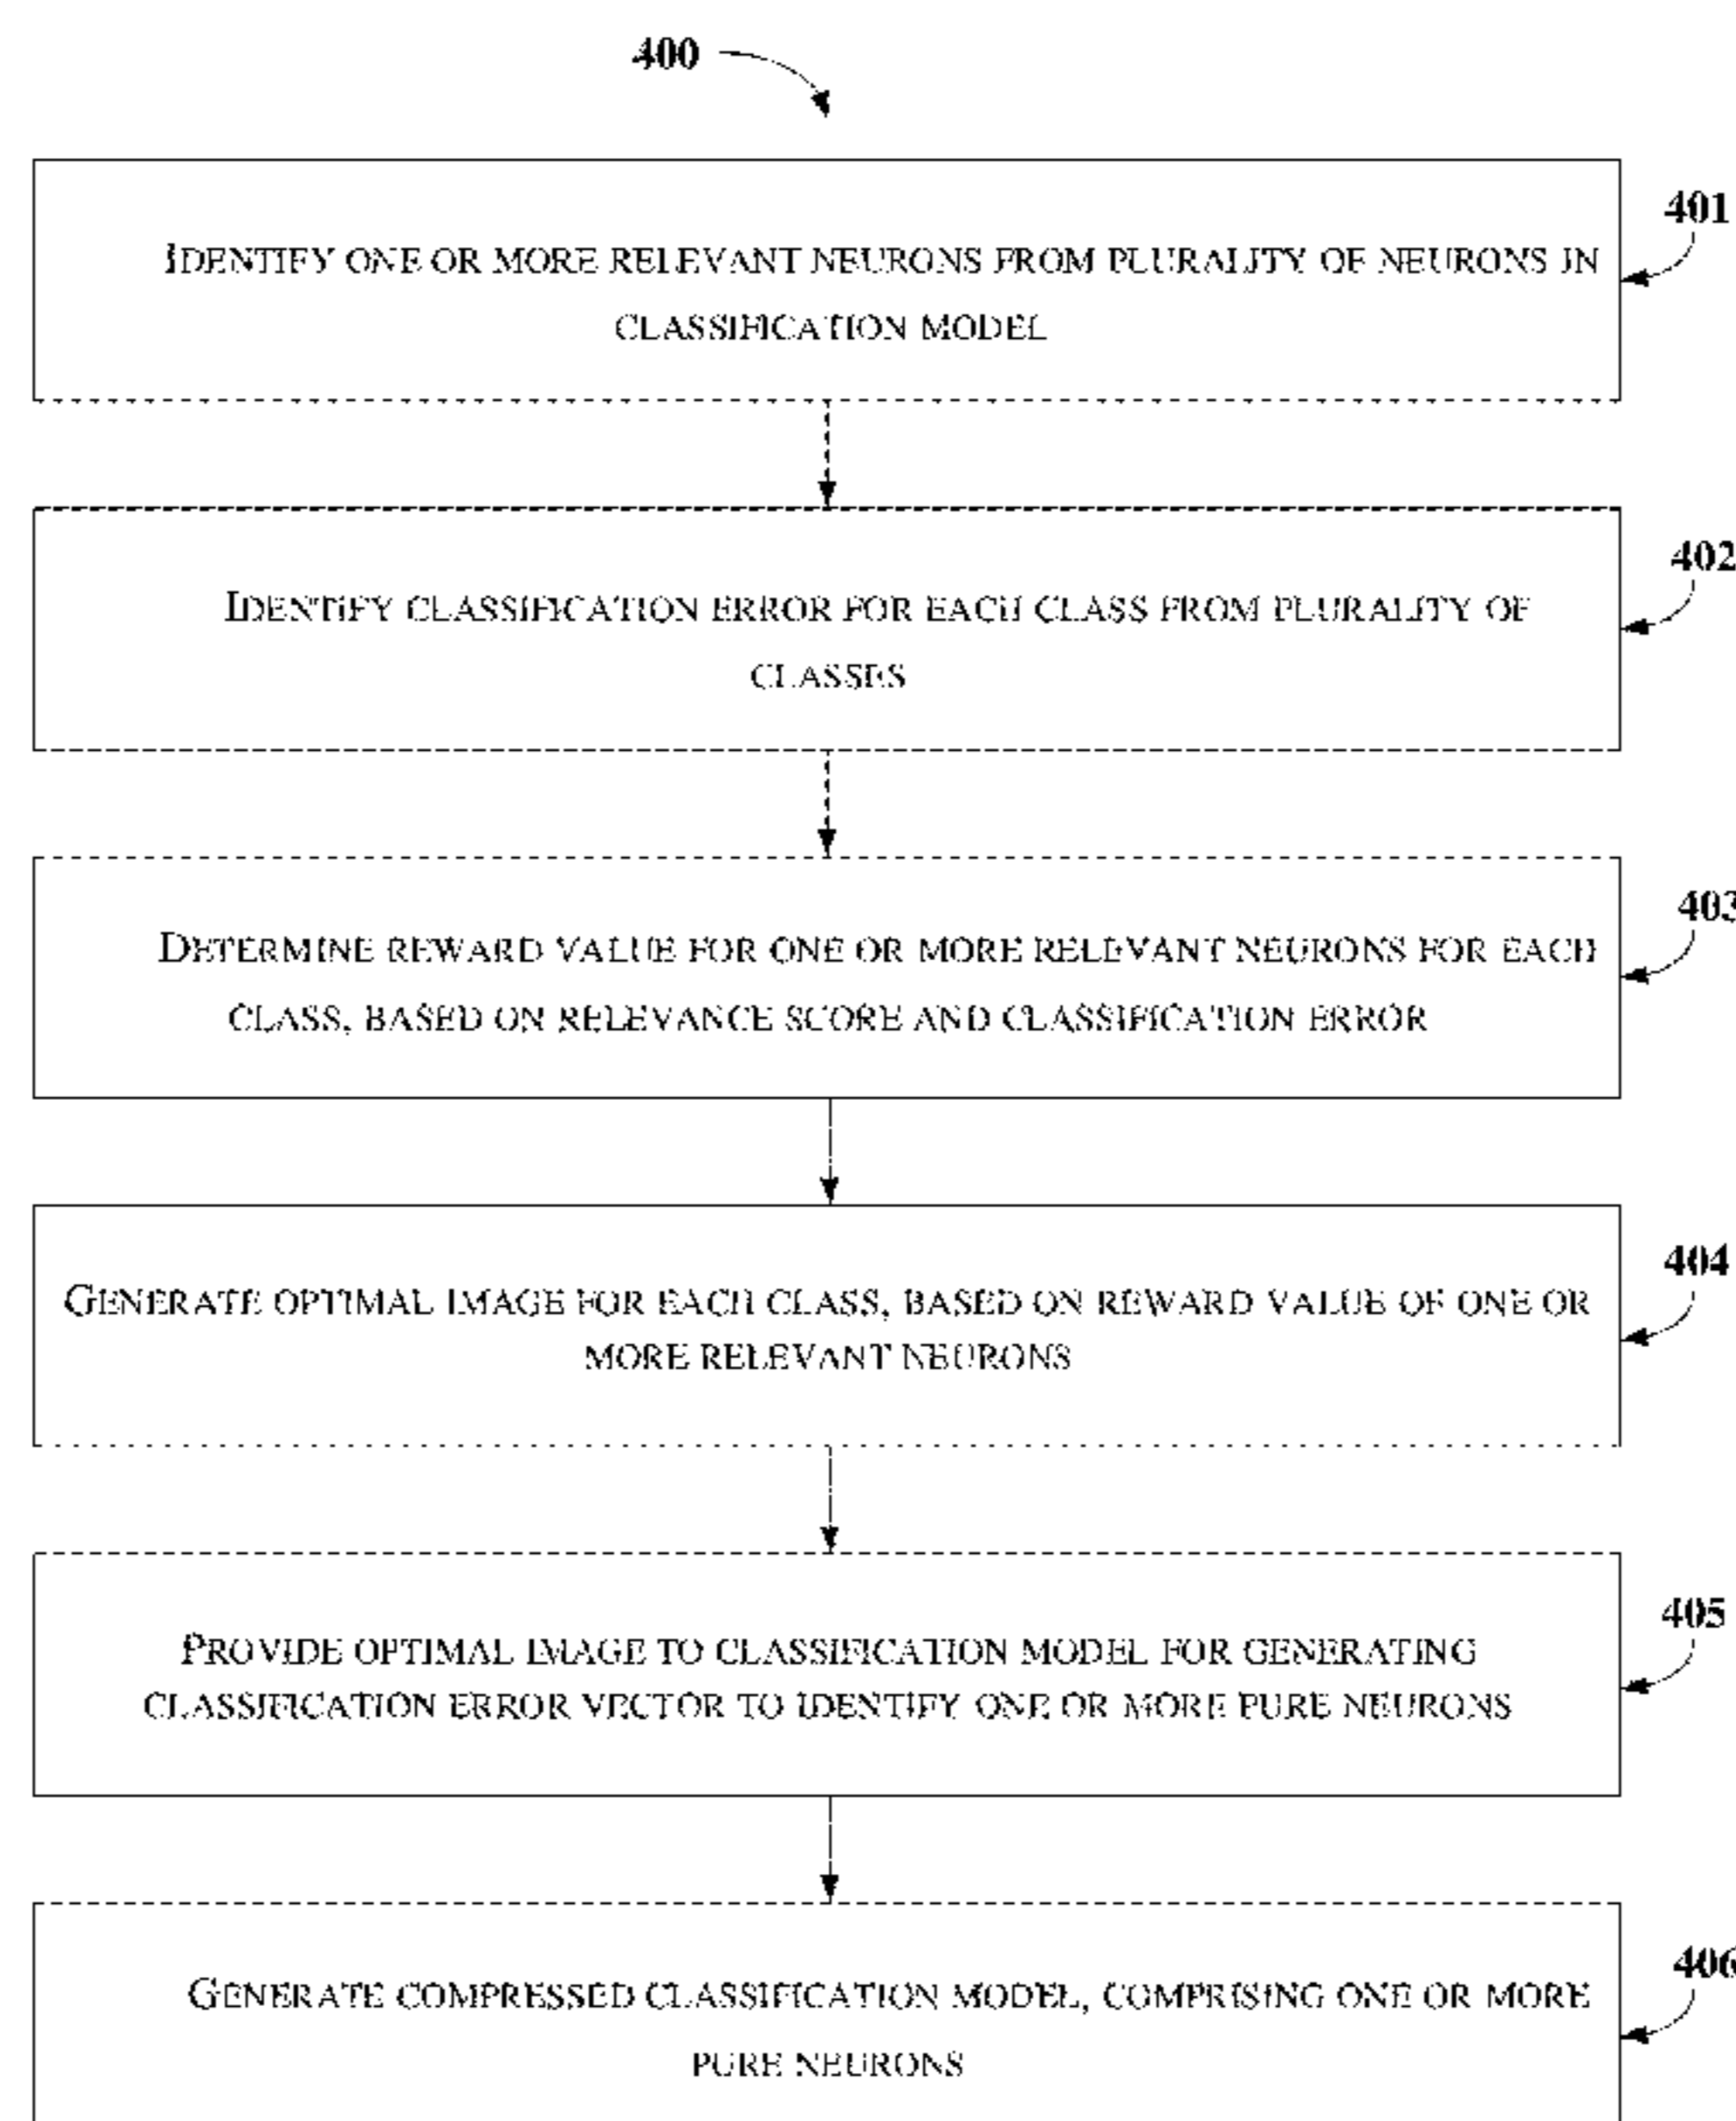 400
401
IDENTIFY ONE OR MORE RELEVANT NEURONS FROM PLURALITY OF NEURONS IN
CLASSIFICATION MODEL
402
IDENTIFY CLASSIFICATION ERROR FOR EACH CLASS FROM PLURALITY OF
CLASSES
403
DETERMINE REWARD VALUE FOR ONE OR MORE RELEVANT NEURONS FOR EACH
CLASS, BASED ON RELEVANCE SCORE AND CLASSIFICATION ERROR
404
GENERATE OPTIMAL IMAGE FOR EACH CLASS, BASED ON REWARD VALUE OF ONE OR
MORE RELEVANT NEURONS
405
PROVIDE OPTIMAL IMAGE TO CLASSIFICATION MODEL FOR GENERATING
CLASSIFICATION ERROR VECTOR TO IDENTIFY ONE OR MORE PURE NEURONS
406
GENERATE COMPRESSED CLASSIFICATION MODEL, COMPRISING ONE OR MORE
PURE NEURONS